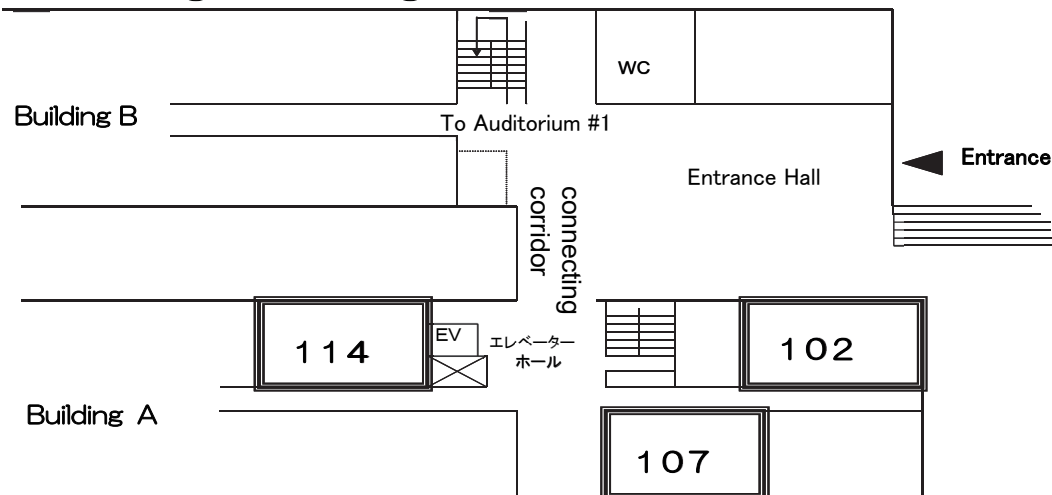 WC
Building B
To Auditorium #1
Entrance
Entrance Hall
connecting
corridor
114
EV
エレベーター
ホール
102
Building A
107